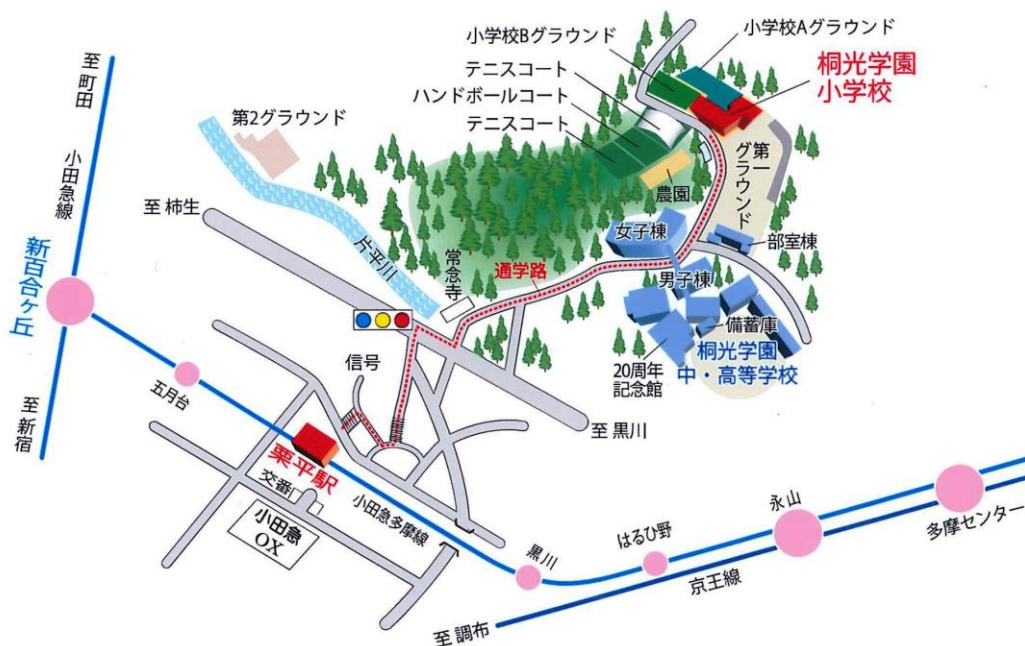 小学校Bグラウンド
小学校Aグラウンド
桐光学園
小学校
テニスコート
ハンドボールコート
テニスコート
第2グラウンド
第一
グラウンド
農園
至 町田
小田急線
新百合ヶ丘
至 新宿
至 柿生
片平川
常念寺
通学路
女子棟
部室棟
男子棟
備蓄庫
20周年
記念館
桐光学園
中・高等学校
信号
至 黒川
五月台
栗平駅
交番
小田急
OX
小田急多摩線
黒川
はるひ野
永山
多摩センター
京王線
至 調布